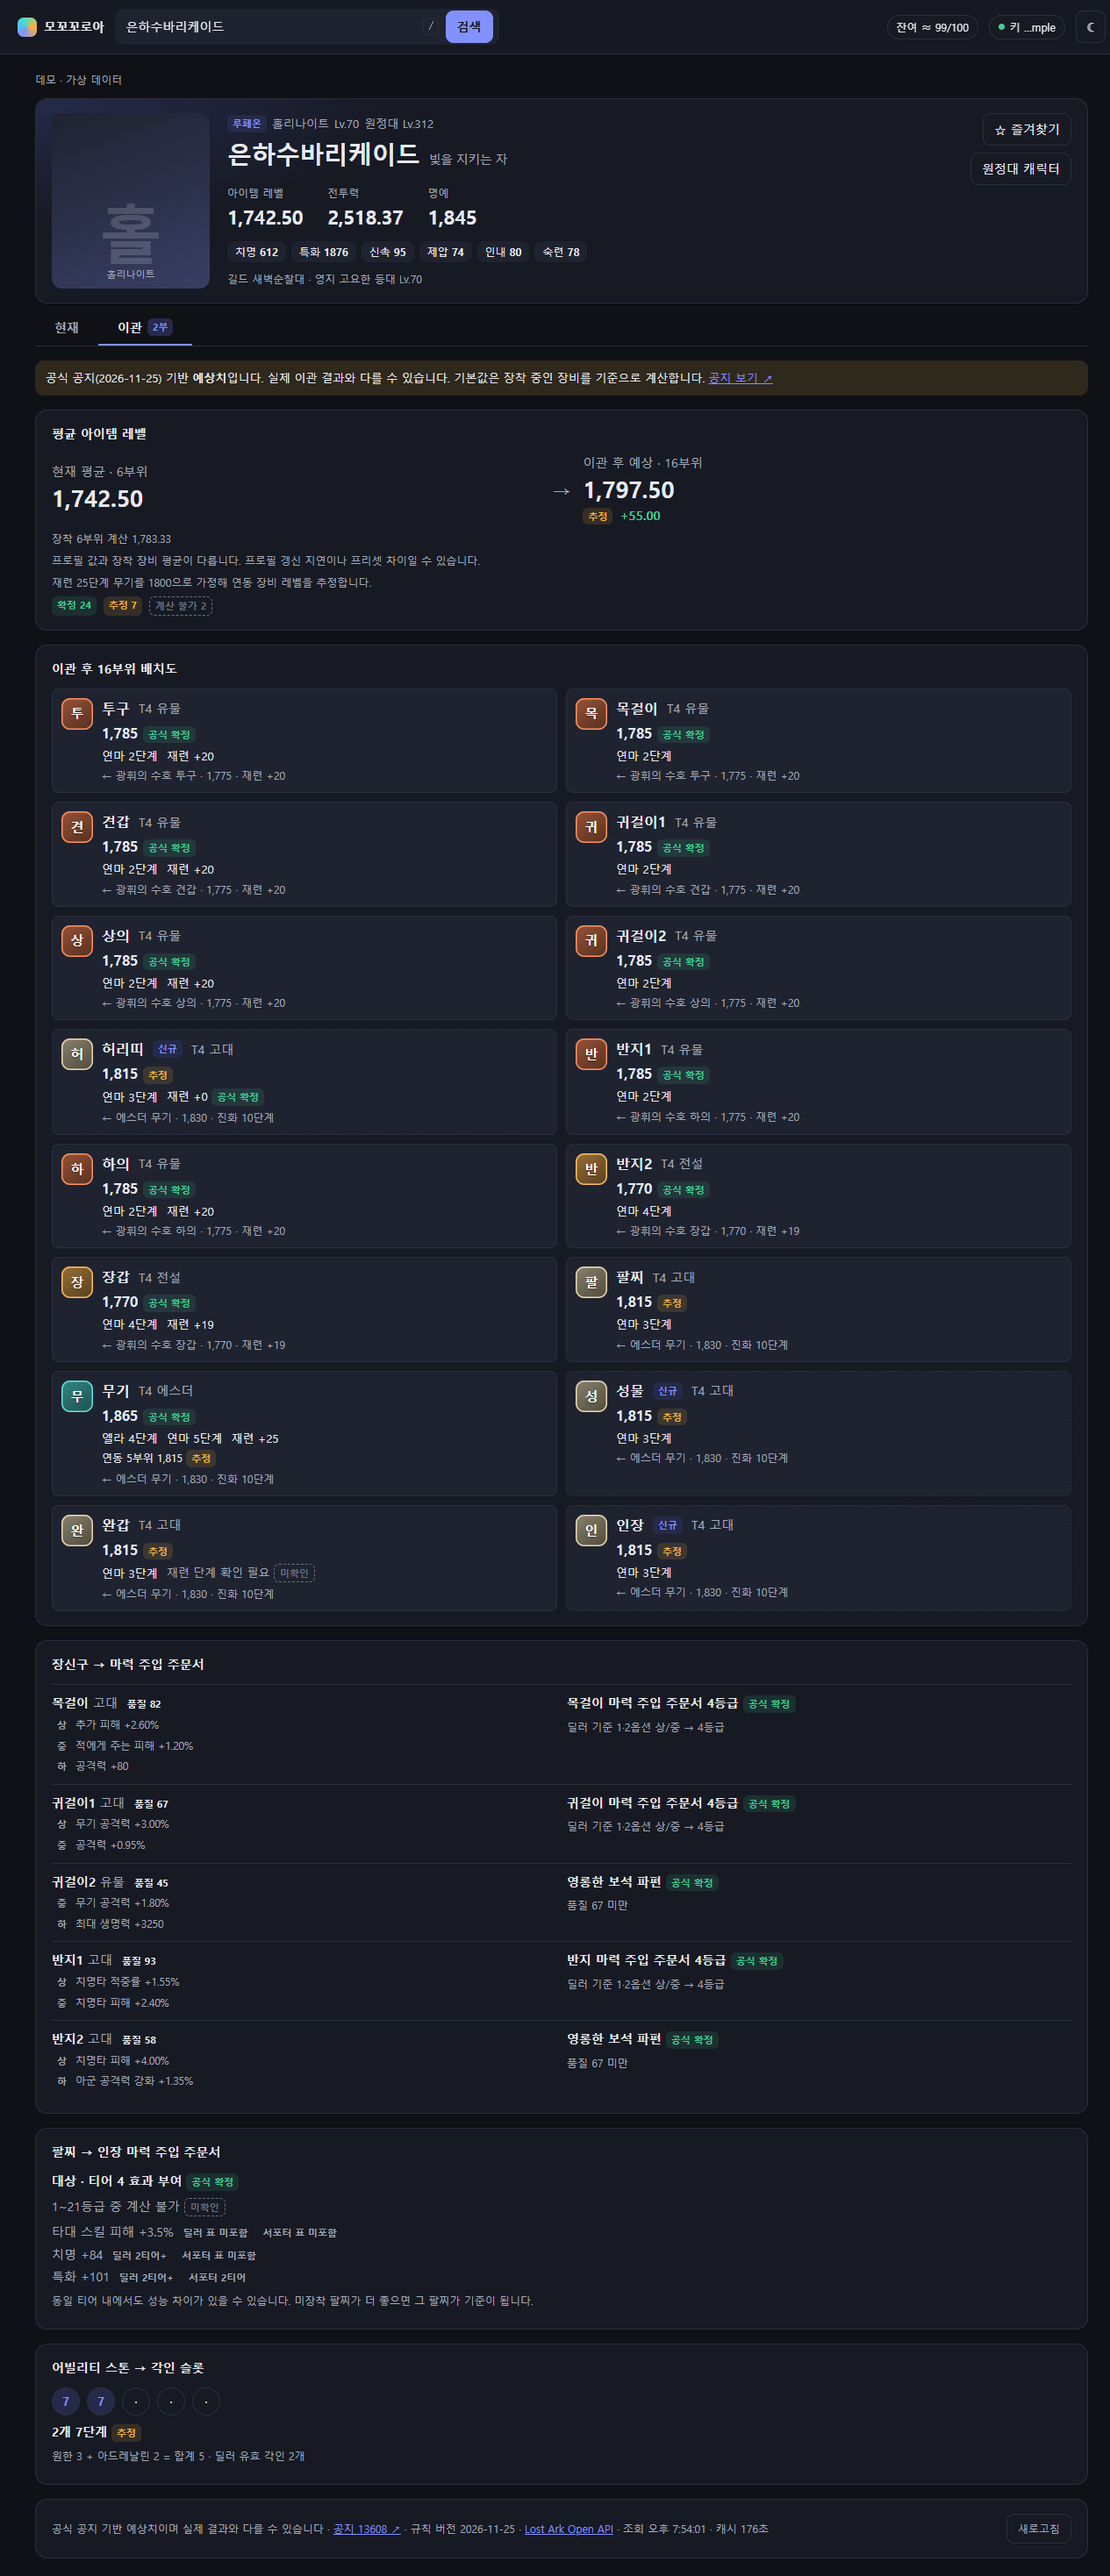 모꼬꼬로아 은하수바리케이드 / 검색 잔여 ≈ 99/100 키 …mple
데모 · 가상 데이터
홀
홀리나이트
루페온 홀리나이트 Lv.70 원정대 Lv.312
은하수바리케이드 빛을 지키는 자
아이템 레벨 전투력 명예
1,742.50 2,518.37 1,845
치명 612 특화 1876 신속 95 제압 74 인내 80 숙련 78
길드 새벽순찰대 · 영지 고요한 등대 Lv.70
☆ 즐겨찾기
원정대 캐릭터
현재 이관 2부
공식 공지(2026-11-25) 기반 예상치입니다. 실제 이관 결과와 다를 수 있습니다. 기본값은 장착 중인 장비를 기준으로 계산합니다. 공지 보기 ↗
평균 아이템 레벨
현재 평균 · 6부위
1,742.50
→
이관 후 예상 · 16부위
1,797.50
추정 +55.00
장착 6부위 계산 1,783.33
프로필 값과 장착 장비 평균이 다릅니다. 프로필 갱신 지연이나 프리셋 차이일 수 있습니다.
재련 25단계 무기를 1800으로 가정해 연동 장비 레벨을 추정합니다.
확정 24 추정 7 계산 불가 2
이관 후 16부위 배치도
투 투구 T4 유물
1,785 공식 확정
연마 2단계 재련 +20
← 광휘의 수호 투구 · 1,775 · 재련 +20
목 목걸이 T4 유물
1,785 공식 확정
연마 2단계
← 광휘의 수호 투구 · 1,775 · 재련 +20
견 견갑 T4 유물
1,785 공식 확정
연마 2단계 재련 +20
← 광휘의 수호 견갑 · 1,775 · 재련 +20
귀 귀걸이1 T4 유물
1,785 공식 확정
연마 2단계
← 광휘의 수호 견갑 · 1,775 · 재련 +20
상 상의 T4 유물
1,785 공식 확정
연마 2단계 재련 +20
← 광휘의 수호 상의 · 1,775 · 재련 +20
귀 귀걸이2 T4 유물
1,785 공식 확정
연마 2단계
← 광휘의 수호 상의 · 1,775 · 재련 +20
허 허리띠 신규 T4 고대
1,815 추정
연마 3단계 재련 +0 공식 확정
← 에스더 무기 · 1,830 · 진화 10단계
반 반지1 T4 유물
1,785 공식 확정
연마 2단계
← 광휘의 수호 하의 · 1,775 · 재련 +20
하 하의 T4 유물
1,785 공식 확정
연마 2단계 재련 +20
← 광휘의 수호 하의 · 1,775 · 재련 +20
반 반지2 T4 전설
1,770 공식 확정
연마 4단계
← 광휘의 수호 장갑 · 1,770 · 재련 +19
장 장갑 T4 전설
1,770 공식 확정
연마 4단계 재련 +19
← 광휘의 수호 장갑 · 1,770 · 재련 +19
팔 팔찌 T4 고대
1,815 추정
연마 3단계
← 에스더 무기 · 1,830 · 진화 10단계
무 무기 T4 에스더
1,865 공식 확정
엘라 4단계 연마 5단계 재련 +25
연동 5부위 1,815 추정
← 에스더 무기 · 1,830 · 진화 10단계
성 성물 신규 T4 고대
1,815 추정
연마 3단계
← 에스더 무기 · 1,830 · 진화 10단계
완 완갑 T4 고대
1,815 추정
연마 3단계 재련 단계 확인 필요 미확인
← 에스더 무기 · 1,830 · 진화 10단계
인 인장 신규 T4 고대
1,815 추정
연마 3단계
← 에스더 무기 · 1,830 · 진화 10단계
장신구 → 마력 주입 주문서
목걸이 고대 품질 82
상 추가 피해 +2.60%
중 적에게 주는 피해 +1.20%
하 공격력 +80
목걸이 마력 주입 주문서 4등급 공식 확정
딜러 기준 1·2옵션 상/중 → 4등급
귀걸이1 고대 품질 67
상 무기 공격력 +3.00%
중 공격력 +0.95%
귀걸이 마력 주입 주문서 4등급 공식 확정
딜러 기준 1·2옵션 상/중 → 4등급
귀걸이2 유물 품질 45
중 무기 공격력 +1.80%
하 최대 생명력 +3250
영롱한 보석 파편 공식 확정
품질 67 미만
반지1 고대 품질 93
상 치명타 적중률 +1.55%
중 치명타 피해 +2.40%
반지 마력 주입 주문서 4등급 공식 확정
딜러 기준 1·2옵션 상/중 → 4등급
반지2 고대 품질 58
상 치명타 피해 +4.00%
하 아군 공격력 강화 +1.35%
영롱한 보석 파편 공식 확정
품질 67 미만
팔찌 → 인장 마력 주입 주문서
대상 · 티어 4 효과 부여 공식 확정
1~21등급 중 계산 불가 미확인
타대 스킬 피해 +3.5% 딜러 표 미포함 서포터 표 미포함
치명 +84 딜러 2티어+ 서포터 표 미포함
특화 +101 딜러 2티어+ 서포터 2티어
동일 티어 내에서도 성능 차이가 있을 수 있습니다. 미장착 팔찌가 더 좋으면 그 팔찌가 기준이 됩니다.
어빌리티 스톤 → 각인 슬롯
7 7 · · ·
2개 7단계 추정
원한 3 + 아드레날린 2 = 합계 5 · 딜러 유효 각인 2개
공식 공지 기반 예상치이며 실제 결과와 다를 수 있습니다 · 공지 13608 ↗ · 규칙 버전 2026-11-25 · Lost Ark Open API · 조회 오후 7:54:01 · 캐시 176초
새로고침